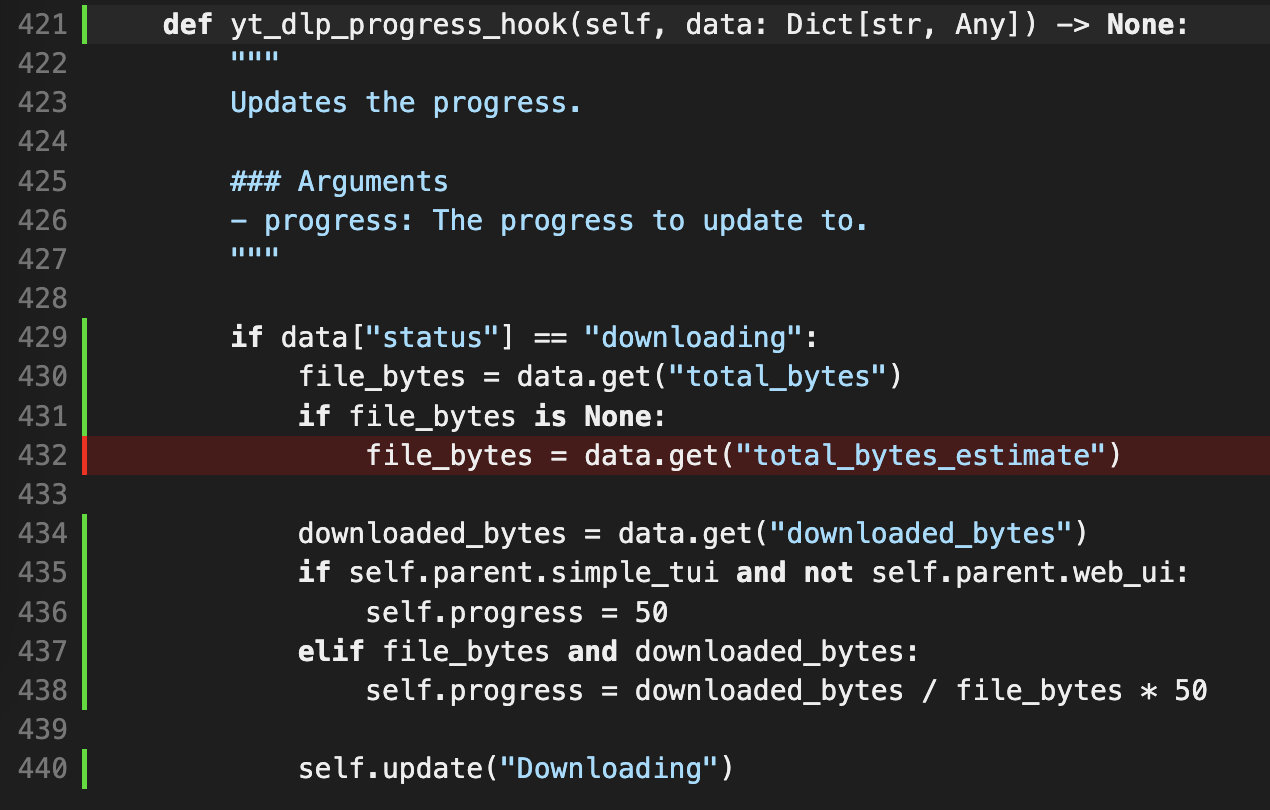 421 def yt_dlp_progress_hook(self, data: Dict[str, Any]) -> None:
422 """
423 Updates the progress.
424
425 ### Arguments
426 - progress: The progress to update to.
427 """
428
429 if data["status"] == "downloading":
430 file_bytes = data.get("total_bytes")
431 if file_bytes is None:
432 file_bytes = data.get("total_bytes_estimate")
433
434 downloaded_bytes = data.get("downloaded_bytes")
435 if self.parent.simple_tui and not self.parent.web_ui:
436 self.progress = 50
437 elif file_bytes and downloaded_bytes:
438 self.progress = downloaded_bytes / file_bytes * 50
439
440 self.update("Downloading")